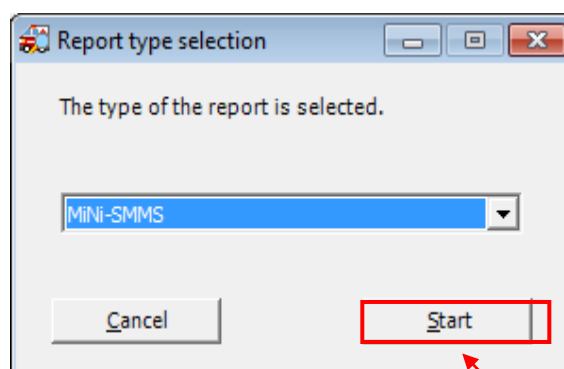 Report type selection
The type of the report is selected.
MiNi-SMMS
Cancel
Start